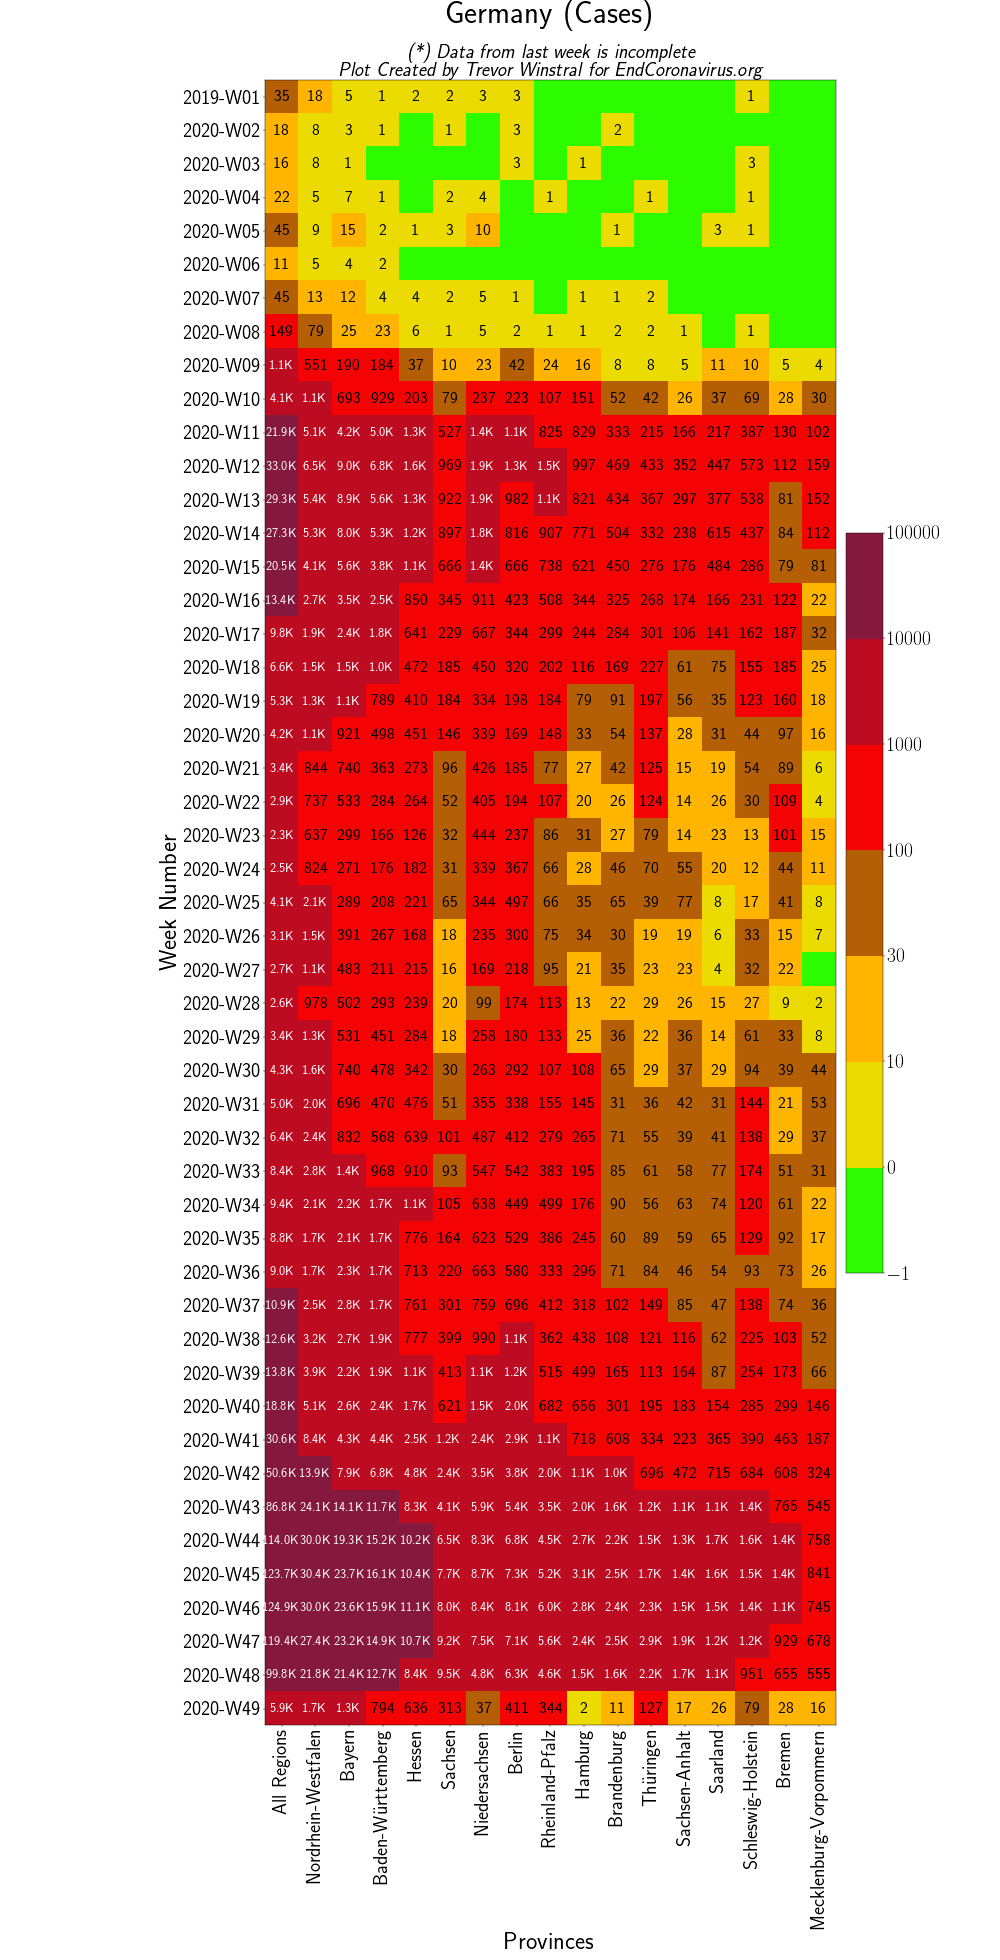 Germany (Cases)
(*) Data from last week is incomplete
Plot Created by Trevor Winstral for EndCoronavirus.org
2019-W01 35 18 5 1 2 2 3 3 1
2020-W02 18 8 3 1 1 3 2
2020-W03 16 8 1 3 1 3
2020-W04 22 5 7 1 2 4 1 1 1
2020-W05 45 9 15 2 1 3 10 1 3 1
2020-W06 11 5 4 2
2020-W07 45 13 12 4 4 2 5 1 1 1 2
2020-W08 149 79 25 23 6 1 5 2 1 1 2 2 1 1
2020-W09 1.1K 551 190 184 37 10 23 42 24 16 8 8 5 11 10 5 4
2020-W10 4.1K 1.1K 693 929 203 79 237 223 107 151 52 42 26 37 69 28 30
2020-W11 21.9K 5.1K 4.2K 5.0K 1.3K 527 1.4K 1.1K 825 829 333 215 166 217 387 130 102
2020-W12 33.0K 6.5K 9.0K 6.8K 1.6K 969 1.9K 1.3K 1.5K 997 469 433 352 447 573 112 159
2020-W13 29.3K 5.4K 8.9K 5.6K 1.3K 922 1.9K 982 1.1K 821 434 367 297 377 538 81 152
2020-W14 27.3K 5.3K 8.0K 5.3K 1.2K 897 1.8K 816 907 771 504 332 238 615 437 84 112
2020-W15 20.5K 4.1K 5.6K 3.8K 1.1K 666 1.4K 666 738 621 450 276 176 484 286 79 81
2020-W16 13.4K 2.7K 3.5K 2.5K 850 345 911 423 508 344 325 268 174 166 231 122 22
2020-W17 9.8K 1.9K 2.4K 1.8K 641 229 667 344 299 244 284 301 106 141 162 187 32
2020-W18 6.6K 1.5K 1.5K 1.0K 472 185 450 320 202 116 169 227 61 75 155 185 25
2020-W19 5.3K 1.3K 1.1K 789 410 184 334 198 184 79 91 197 56 35 123 160 18
2020-W20 4.2K 1.1K 921 498 451 146 339 169 148 33 54 137 28 31 44 97 16
2020-W21 3.4K 844 740 363 273 96 426 185 77 27 42 125 15 19 54 89 6
2020-W22 2.9K 737 533 284 264 52 405 194 107 20 26 124 14 26 30 109 4
2020-W23 2.3K 637 299 166 126 32 444 237 86 31 27 79 14 23 13 101 15
2020-W24 2.5K 824 271 176 182 31 339 367 66 28 46 70 55 20 12 44 11
2020-W25 4.1K 2.1K 289 208 221 65 344 497 66 35 65 39 77 8 17 41 8
2020-W26 3.1K 1.5K 391 267 168 18 235 300 75 34 30 19 19 6 33 15 7
2020-W27 2.7K 1.1K 483 211 215 16 169 218 95 21 35 23 23 4 32 22
2020-W28 2.6K 978 502 293 239 20 99 174 113 13 22 29 26 15 27 9 2
2020-W29 3.4K 1.3K 531 451 284 18 258 180 133 25 36 22 36 14 61 33 8
2020-W30 4.3K 1.6K 740 478 342 30 263 292 107 108 65 29 37 29 94 39 44
2020-W31 5.0K 2.0K 696 470 476 51 355 338 155 145 31 36 42 31 144 21 53
2020-W32 6.4K 2.4K 832 568 639 101 487 412 279 265 71 55 39 41 138 29 37
2020-W33 8.4K 2.8K 1.4K 968 910 93 547 542 383 195 85 61 58 77 174 51 31
2020-W34 9.4K 2.1K 2.2K 1.7K 1.1K 105 638 449 499 176 90 56 63 74 120 61 22
2020-W35 8.8K 1.7K 2.1K 1.7K 776 164 623 529 386 245 60 89 59 65 129 92 17
2020-W36 9.0K 1.7K 2.3K 1.7K 713 220 663 580 333 296 71 84 46 54 93 73 26
2020-W37 10.9K 2.5K 2.8K 1.7K 761 301 759 696 412 318 102 149 85 47 138 74 36
2020-W38 12.6K 3.2K 2.7K 1.9K 777 399 990 1.1K 362 438 108 121 116 62 225 103 52
2020-W39 13.8K 3.9K 2.2K 1.9K 1.1K 413 1.1K 1.2K 515 499 165 113 164 87 254 173 66
2020-W40 18.8K 5.1K 2.6K 2.4K 1.7K 621 1.5K 2.0K 682 656 301 195 183 154 285 299 146
2020-W41 30.6K 8.4K 4.3K 4.4K 2.5K 1.2K 2.4K 2.9K 1.1K 718 608 334 223 365 390 463 187
2020-W42 50.6K 13.9K 7.9K 6.8K 4.8K 2.4K 3.5K 3.8K 2.0K 1.1K 1.0K 696 472 715 684 608 324
2020-W43 86.8K 24.1K 14.1K 11.7K 8.3K 4.1K 5.9K 5.4K 3.5K 2.0K 1.6K 1.2K 1.1K 1.1K 1.4K 765 545
2020-W44 114.0K 30.0K 19.3K 15.2K 10.2K 6.5K 8.3K 6.8K 4.5K 2.7K 2.2K 1.5K 1.3K 1.7K 1.6K 1.4K 758
2020-W45 123.7K 30.4K 23.7K 16.1K 10.4K 7.7K 8.7K 7.3K 5.2K 3.1K 2.5K 1.7K 1.4K 1.6K 1.5K 1.4K 841
2020-W46 124.9K 30.0K 23.6K 15.9K 11.1K 8.0K 8.4K 8.1K 6.0K 2.8K 2.4K 2.3K 1.5K 1.5K 1.4K 1.1K 745
2020-W47 119.4K 27.4K 23.2K 14.9K 10.7K 9.2K 7.5K 7.1K 5.6K 2.4K 2.5K 2.9K 1.9K 1.2K 1.2K 929 678
2020-W48 99.8K 21.8K 21.4K 12.7K 8.4K 9.5K 4.8K 6.3K 4.6K 1.5K 1.6K 2.2K 1.7K 1.1K 951 655 555
2020-W49 5.9K 1.7K 1.3K 794 636 313 37 411 344 2 11 127 17 26 79 28 16
Week Number
All Regions
Nordrhein-Westfalen
Bayern
Baden-Württemberg
Hessen
Sachsen
Niedersachsen
Berlin
Rheinland-Pfalz
Hamburg
Brandenburg
Thüringen
Sachsen-Anhalt
Saarland
Schleswig-Holstein
Bremen
Mecklenburg-Vorpommern
Provinces
100000
10000
1000
100
30
10
0
−1